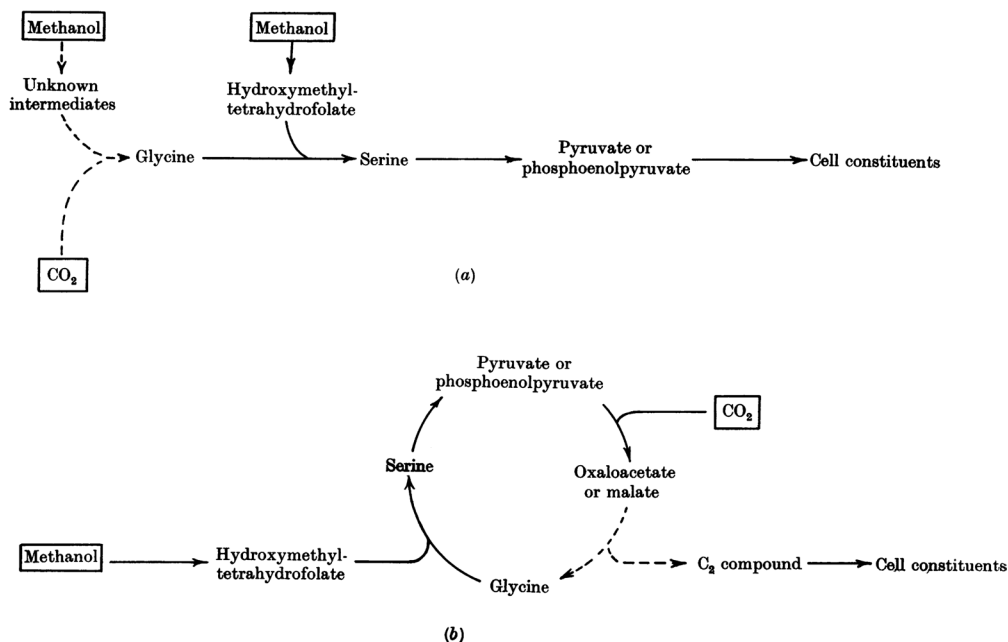 Methanol
Methanol
Unknown
intermediates
Hydroxymethyl-
tetrahydrofolate
Glycine
Serine
Pyruvate or
phosphoenolpyruvate
Cell constituents
CO₂
(a)
Pyruvate or
phosphoenolpyruvate
CO₂
Serine
Oxaloacetate
or malate
Methanol
Hydroxymethyl-
tetrahydrofolate
Glycine
C₂ compound
Cell constituents
(b)